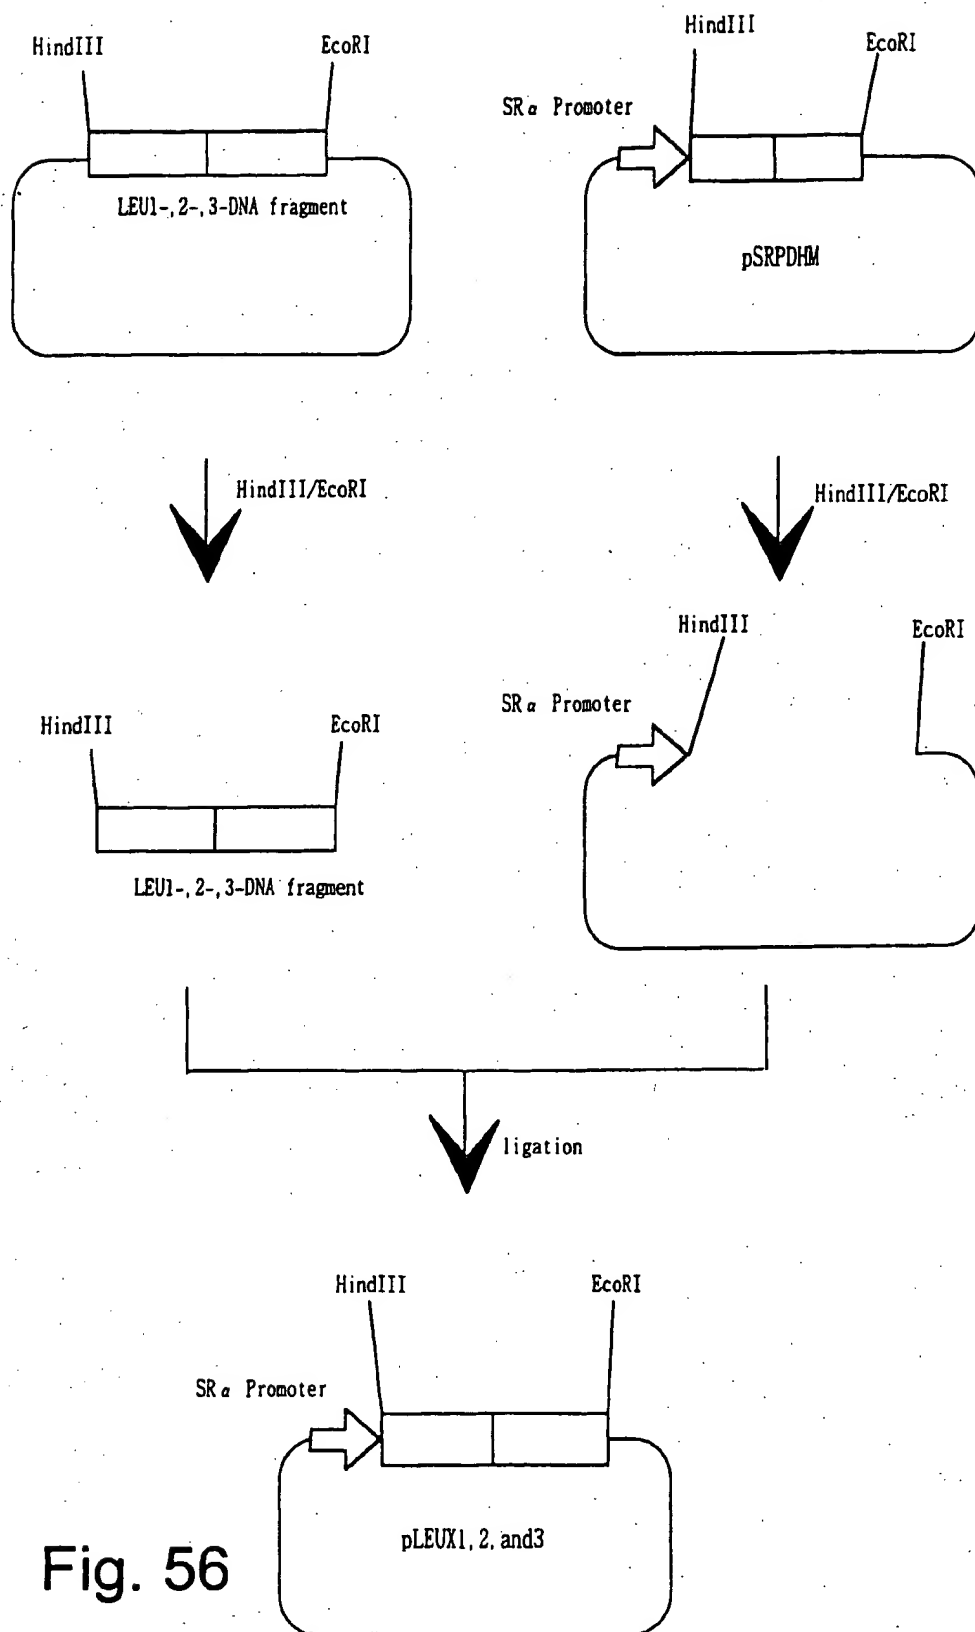 HindIII
EcoRI
HindIII
EcoRI
SRα Promoter
LEU1-,2-,3-DNA fragment
pSRPDHM
HindIII/EcoRI
HindIII/EcoRI
HindIII
EcoRI
SRα Promoter
HindIII
EcoRI
LEU1-,2-,3-DNA fragment
ligation
HindIII
EcoRI
SRα Promoter
pLEUX1,2,and3
Fig. 56